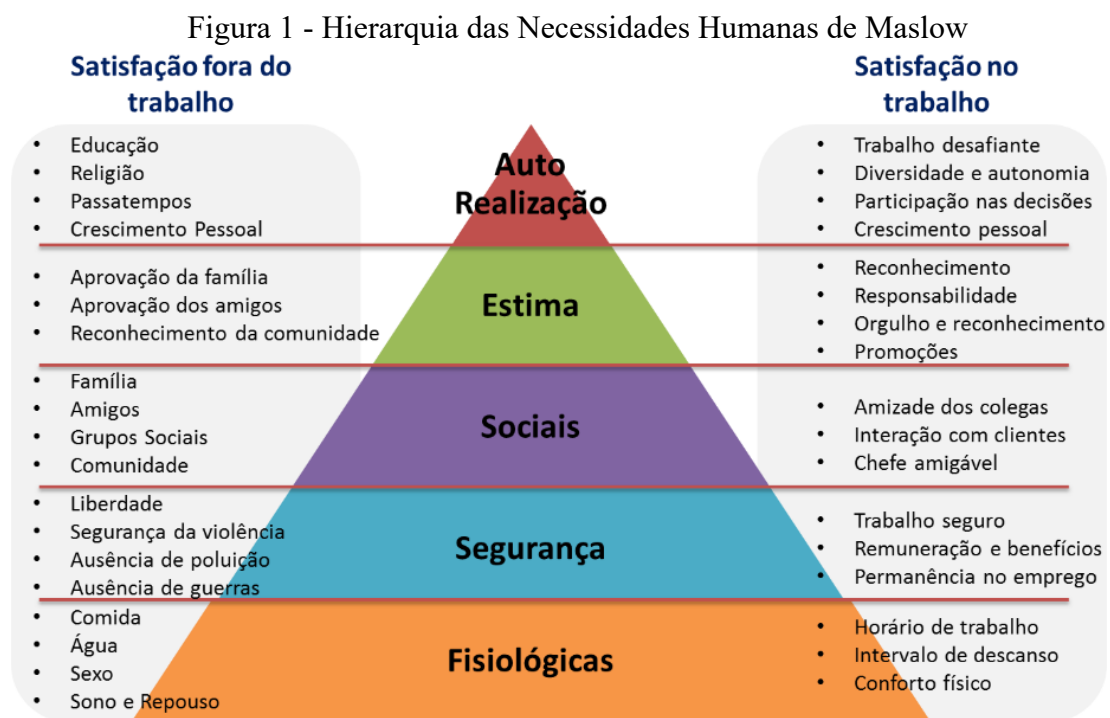 Figura 1 - Hierarquia das Necessidades Humanas de Maslow
Satisfação fora do
trabalho
Satisfação no
trabalho
• Educação
• Religião
• Passatempos
• Crescimento Pessoal
Auto
Realização
• Trabalho desafiante
• Diversidade e autonomia
• Participação nas decisões
• Crescimento pessoal
• Aprovação da família
• Aprovação dos amigos
• Reconhecimento da comunidade
Estima
• Reconhecimento
• Responsabilidade
• Orgulho e reconhecimento
• Promoções
• Família
• Amigos
• Grupos Sociais
• Comunidade
Sociais
• Amizade dos colegas
• Interação com clientes
• Chefe amigável
• Liberdade
• Segurança da violência
• Ausência de poluição
• Ausência de guerras
Segurança
• Trabalho seguro
• Remuneração e benefícios
• Permanência no emprego
• Comida
• Água
• Sexo
• Sono e Repouso
Fisiológicas
• Horário de trabalho
• Intervalo de descanso
• Conforto físico